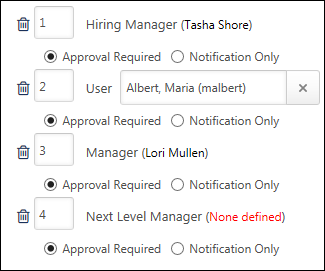 1 Hiring Manager (Tasha Shore)
Approval Required Notification Only
2 User Albert, Maria (malbert) ×
Approval Required Notification Only
3 Manager (Lori Mullen)
Approval Required Notification Only
4 Next Level Manager (None defined)
Approval Required Notification Only